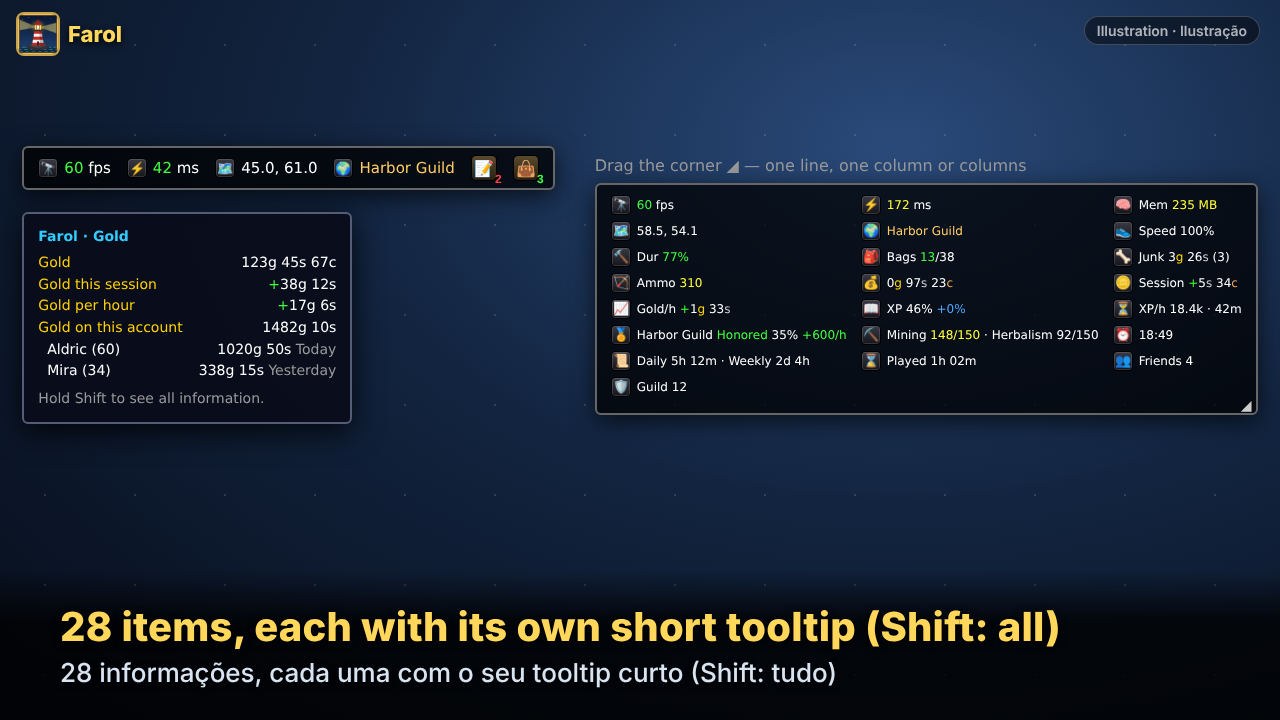 Farol
Illustration · Ilustração
60 fps 42 ms 45.0, 61.0 Harbor Guild 2 3
Farol · Gold
Gold 123g 45s 67c
Gold this session +38g 12s
Gold per hour +17g 6s
Gold on this account 1482g 10s
Aldric (60) 1020g 50s Today
Mira (34) 338g 15s Yesterday
Hold Shift to see all information.
Drag the corner ◢ — one line, one column or columns
60 fps 172 ms Mem 235 MB
58.5, 54.1 Harbor Guild Speed 100%
Dur 77% Bags 13/38 Junk 3g 26s (3)
Ammo 310 0g 97s 23c Session +5s 34c
Gold/h +1g 33s XP 46% +0% XP/h 18.4k · 42m
Harbor Guild Honored 35% +600/h Mining 148/150 · Herbalism 92/150 18:49
Daily 5h 12m · Weekly 2d 4h Played 1h 02m Friends 4
Guild 12
28 items, each with its own short tooltip (Shift: all)
28 informações, cada uma com o seu tooltip curto (Shift: tudo)